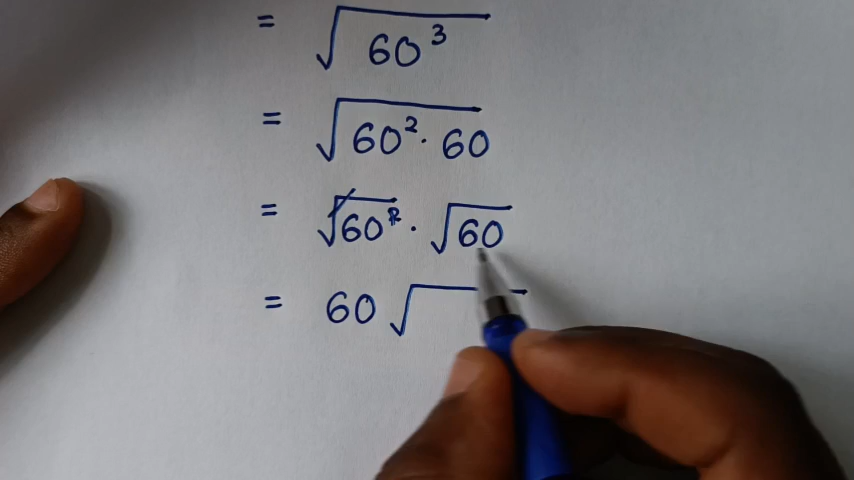 = √60³
= √60² · 60
= √60² · √60
= 60 √